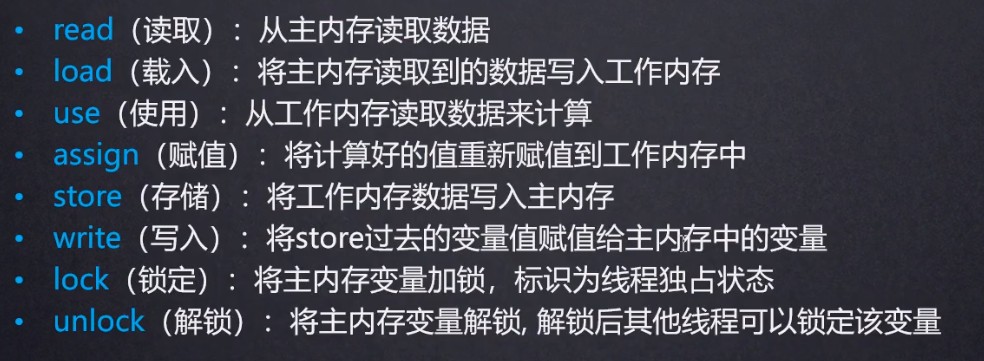 • read（读取）：从主内存读取数据
• load（载入）：将主内存读取到的数据写入工作内存
• use（使用）：从工作内存读取数据来计算
• assign（赋值）：将计算好的值重新赋值到工作内存中
• store（存储）：将工作内存数据写入主内存
• write（写入）：将store过去的变量值赋值给主内存中的变量
• lock（锁定）：将主内存变量加锁，标识为线程独占状态
• unlock（解锁）：将主内存变量解锁, 解锁后其他线程可以锁定该变量